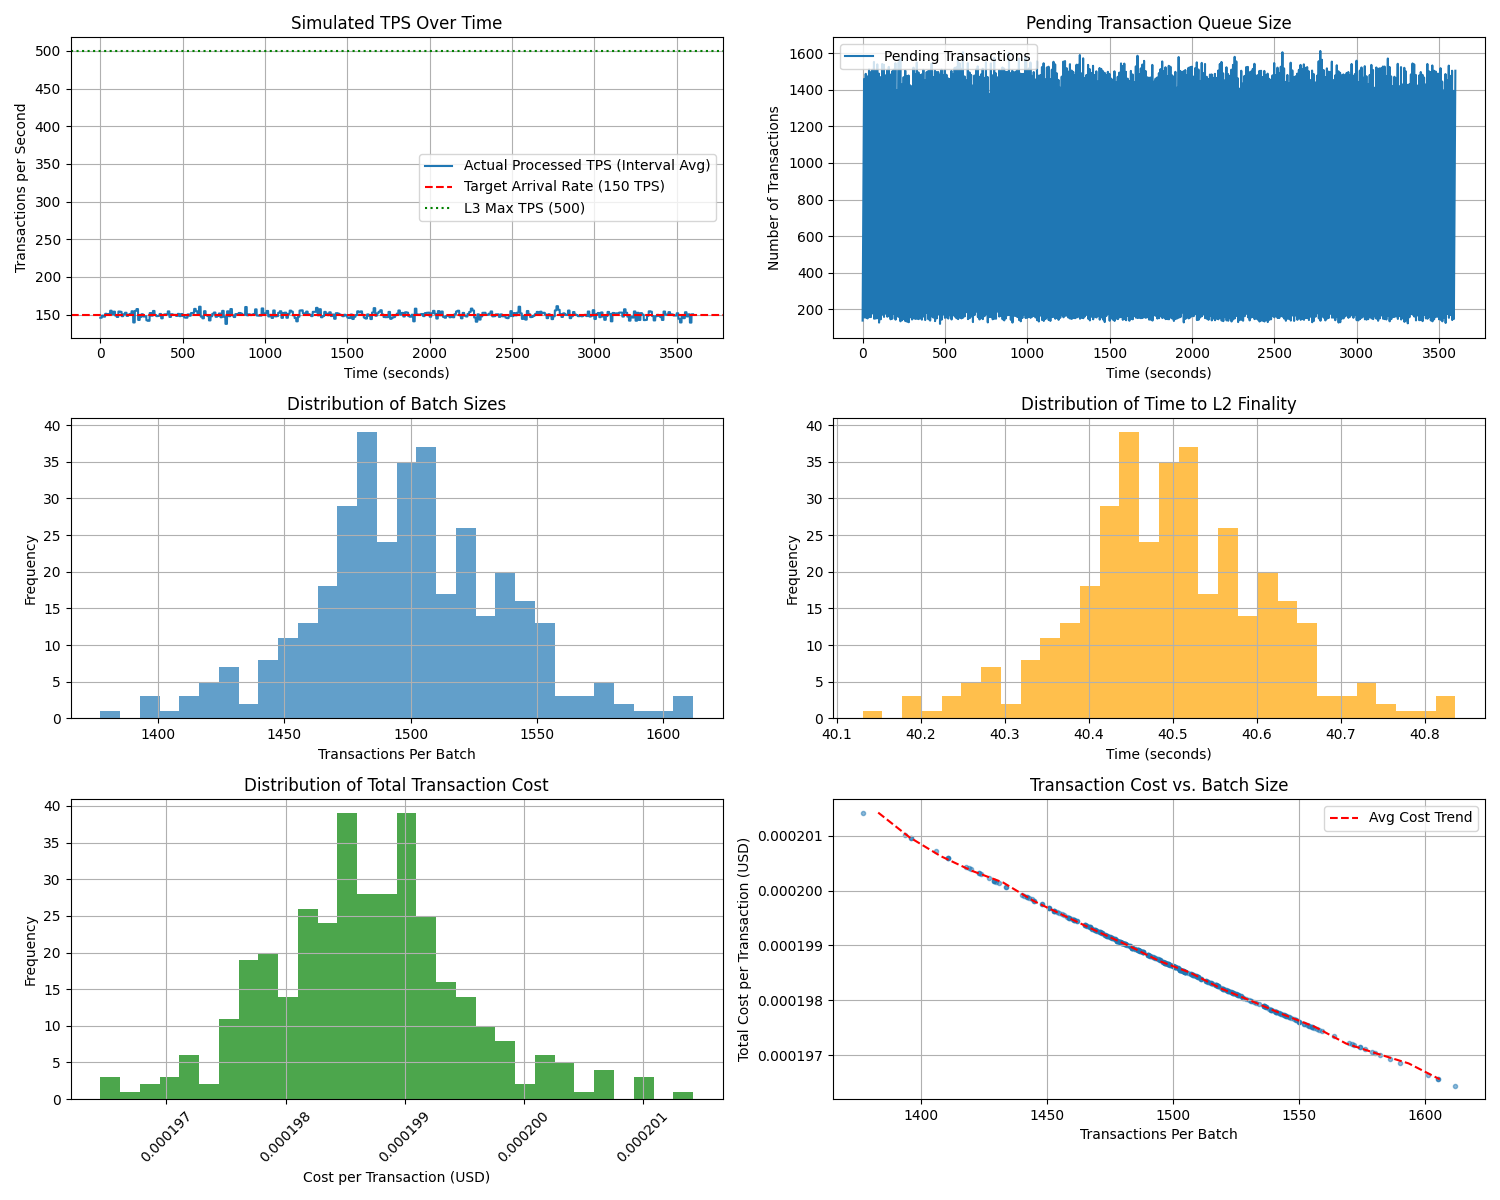 Simulated TPS Over Time
Transactions per Second
500
450
400
350
300
250
200
150
Actual Processed TPS (Interval Avg)
Target Arrival Rate (150 TPS)
L3 Max TPS (500)
0 500 1000 1500 2000 2500 3000 3500
Time (seconds)
Pending Transaction Queue Size
Number of Transactions
1600
1400
1200
1000
800
600
400
200
Pending Transactions
0 500 1000 1500 2000 2500 3000 3500
Time (seconds)
Distribution of Batch Sizes
Frequency
40
35
30
25
20
15
10
5
0
1400 1450 1500 1550 1600
Transactions Per Batch
Distribution of Time to L2 Finality
Frequency
40
35
30
25
20
15
10
5
0
40.1 40.2 40.3 40.4 40.5 40.6 40.7 40.8
Time (seconds)
Distribution of Total Transaction Cost
Frequency
40
35
30
25
20
15
10
5
0
0.000197 0.000198 0.000199 0.000200 0.000201
Cost per Transaction (USD)
Transaction Cost vs. Batch Size
Total Cost per Transaction (USD)
0.000201
0.000200
0.000199
0.000198
0.000197
Avg Cost Trend
1400 1450 1500 1550 1600
Transactions Per Batch